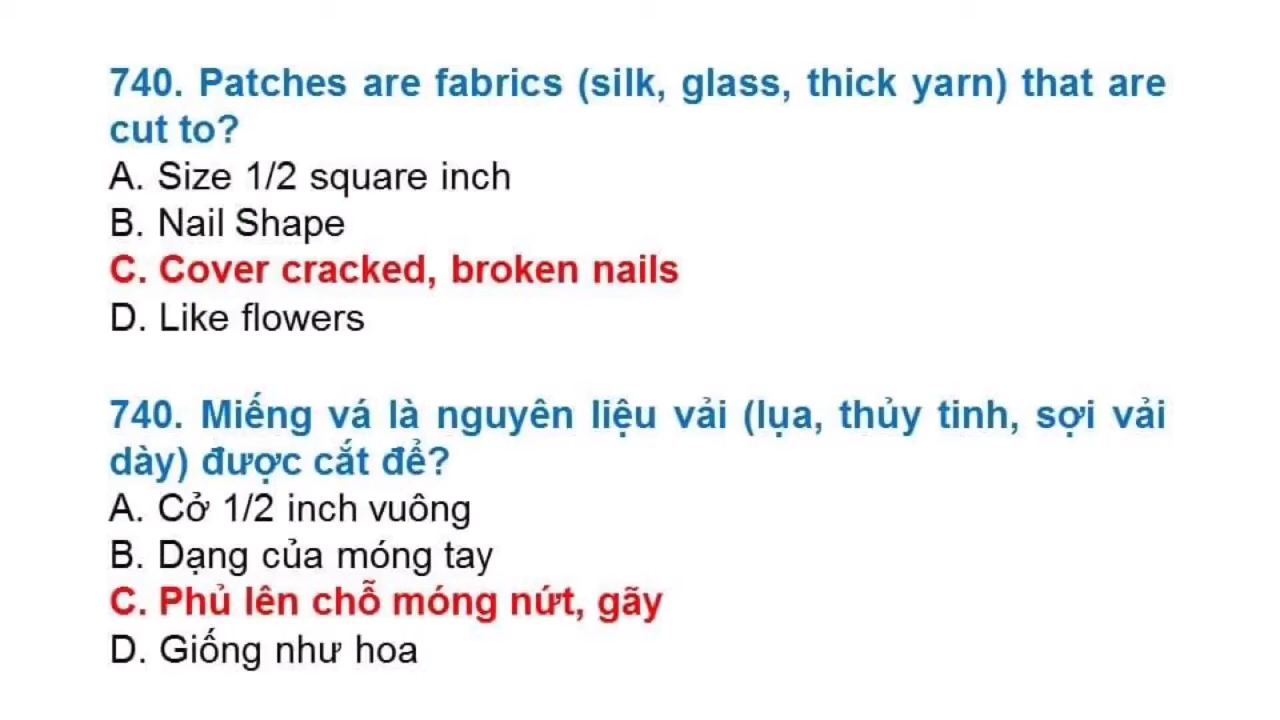 740. Patches are fabrics (silk, glass, thick yarn) that are
cut to?
A. Size 1/2 square inch
B. Nail Shape
C. Cover cracked, broken nails
D. Like flowers
740. Miếng vá là nguyên liệu vải (lụa, thủy tinh, sợi vải
dày) được cắt để?
A. Cở 1/2 inch vuông
B. Dạng của móng tay
C. Phủ lên chỗ móng nứt, gãy
D. Giống như hoa